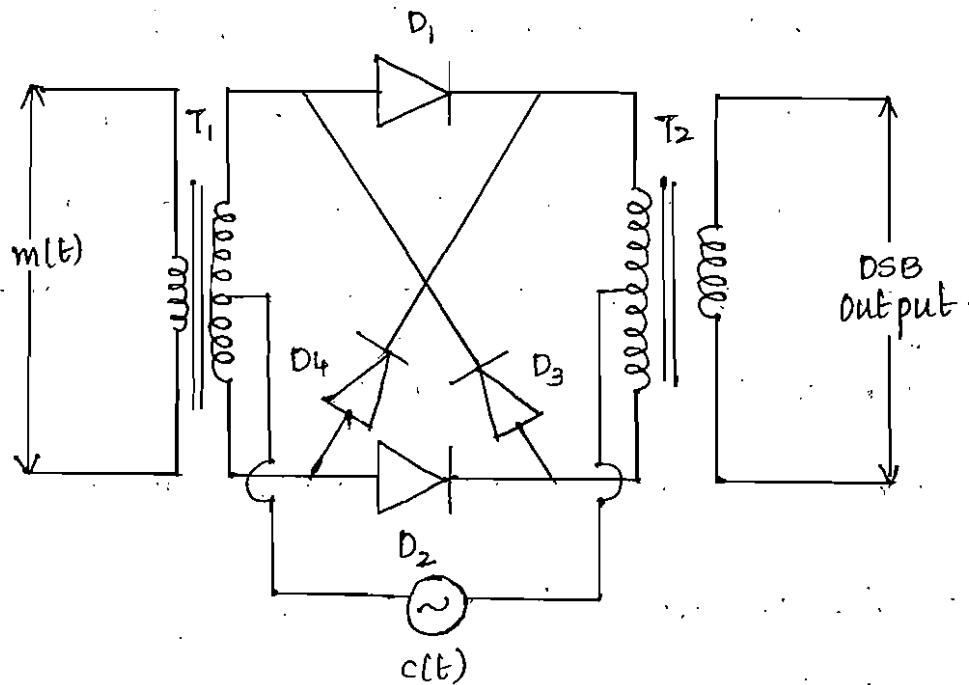 D1
T1
T2
m(t)
DSB
Output
D4
D3
D2
~
c(t)